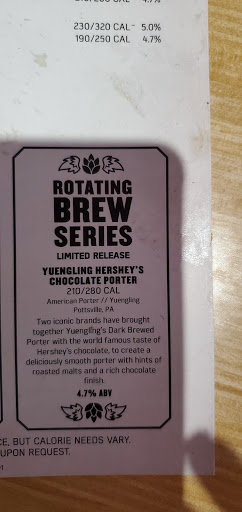 230/320 CAL 5.0%
190/250 CAL 4.7%
ROTATING
BREW
SERIES
LIMITED RELEASE
YUENGLING HERSHEY'S
CHOCOLATE PORTER
210/280 CAL
American Porter // Yuengling
Pottsville, PA
Two iconic brands have brought
together Yuengling's Dark Brewed
Porter with the world famous taste of
Hershey's chocolate, to create a
deliciously smooth porter with hints of
roasted malts and a rich chocolate
finish.
4.7% ABV
BUT CALORIE NEEDS VARY.
UPON REQUEST.